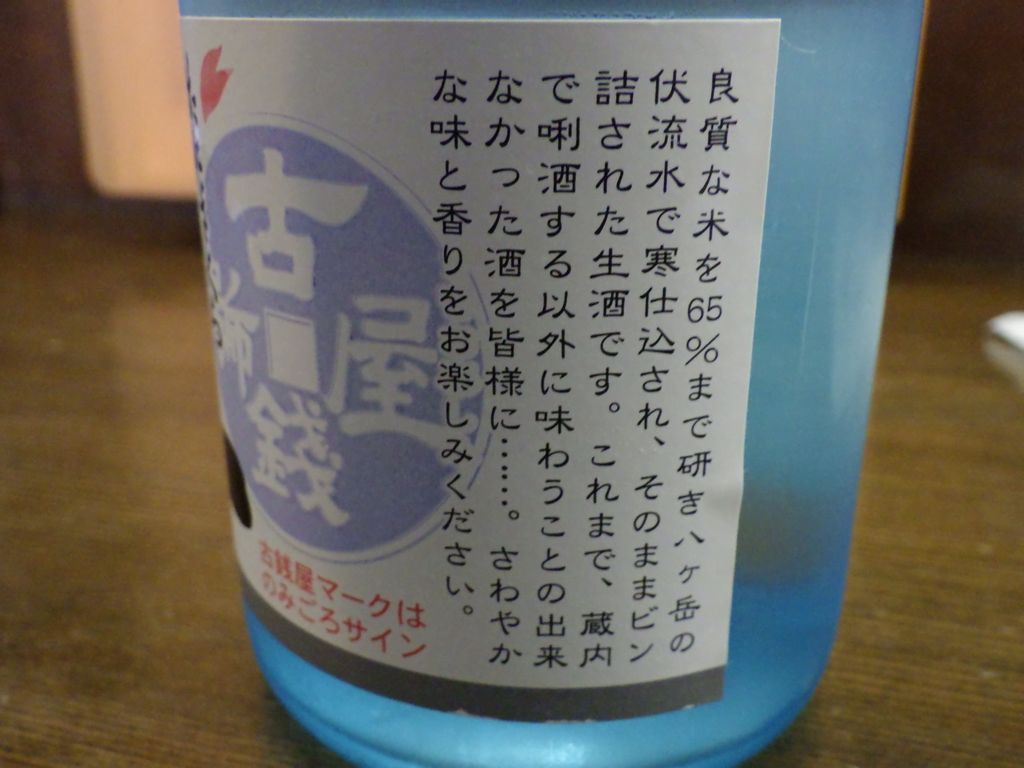 良質な米を65%まで研ぎ八ヶ岳の
伏流水で寒仕込され、そのままビン
詰された生酒です。これまで、蔵内
で唎酒する以外に味わうことの出来
なかった酒を皆様に……。さわやか
な味と香りをお楽しみください。
古
屋
錢
古銭屋マークは
のみごろサイン